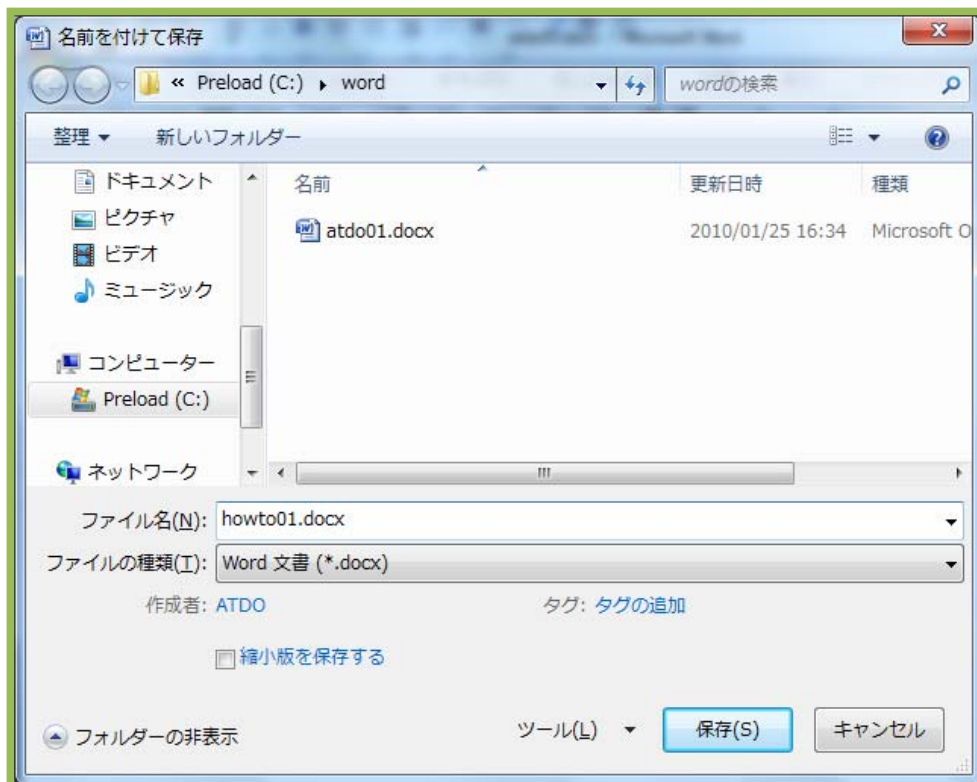 名前を付けて保存
« Preload (C:) ▸ word
wordの検索
整理 新しいフォルダー
ドキュメント
ピクチャ
ビデオ
ミュージック
コンピューター
Preload (C:)
ネットワーク
名前 更新日時 種類
atdo01.docx 2010/01/25 16:34 Microsoft O
ファイル名(N): howto01.docx
ファイルの種類(T): Word 文書 (*.docx)
作成者: ATDO タグ: タグの追加
縮小版を保存する
フォルダーの非表示 ツール(L) 保存(S) キャンセル